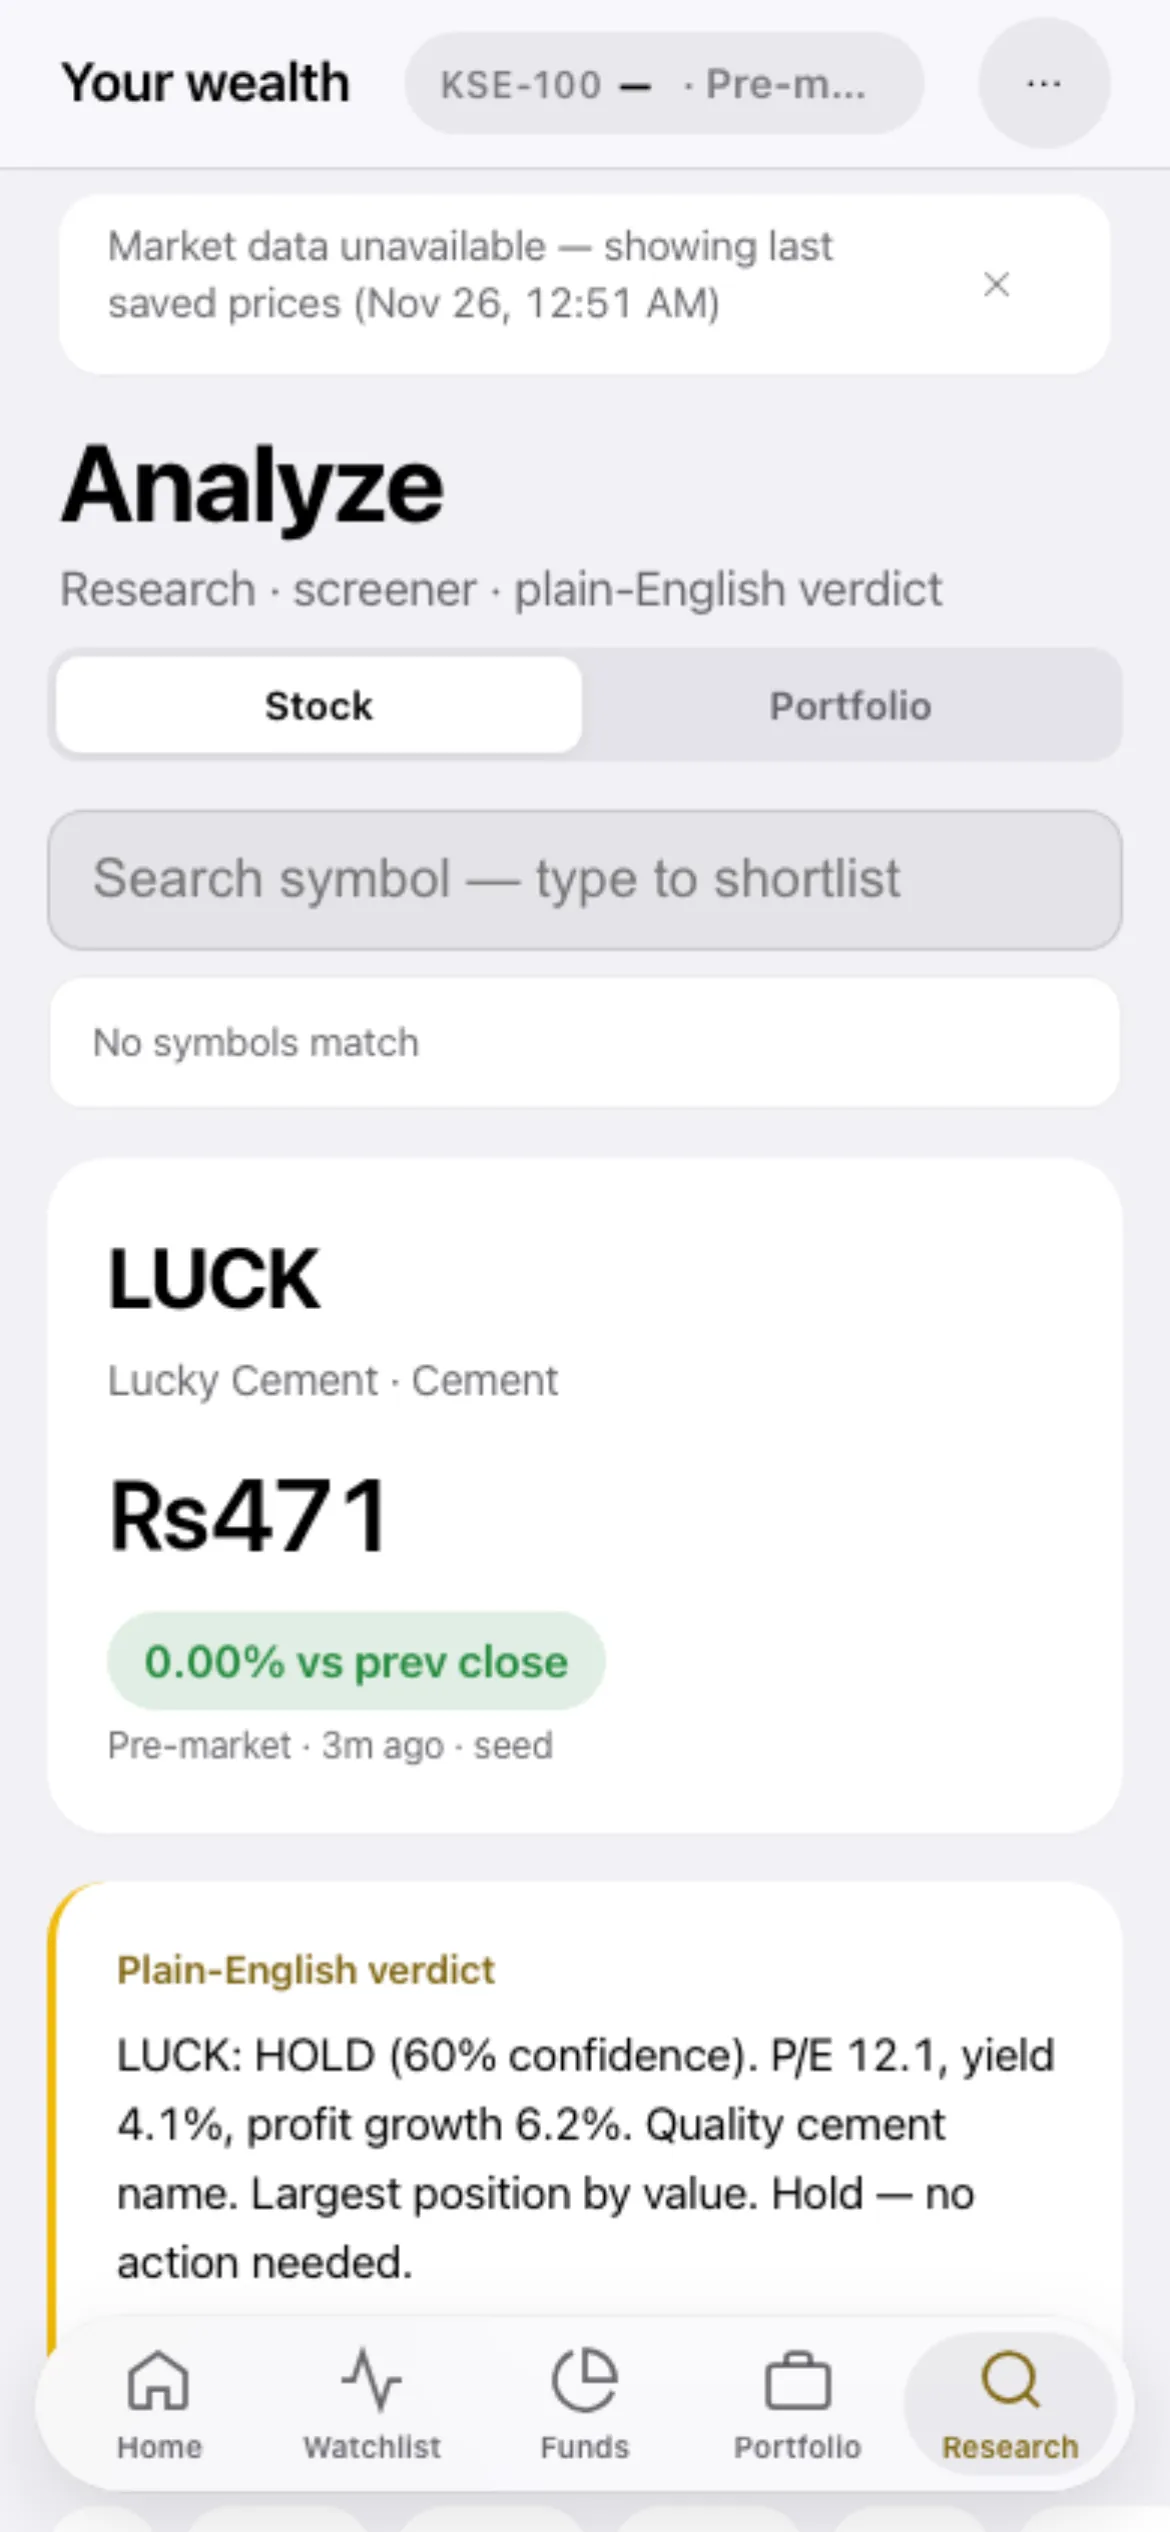 Your wealth
KSE-100 — · Pre-m...
...
Market data unavailable — showing last
saved prices (Nov 26, 12:51 AM)
Analyze
Research · screener · plain-English verdict
Stock
Portfolio
Search symbol — type to shortlist
No symbols match
LUCK
Lucky Cement · Cement
Rs471
0.00% vs prev close
Pre-market · 3m ago · seed
Plain-English verdict
LUCK: HOLD (60% confidence). P/E 12.1, yield
4.1%, profit growth 6.2%. Quality cement
name. Largest position by value. Hold — no
action needed.
Home
Watchlist
Funds
Portfolio
Research